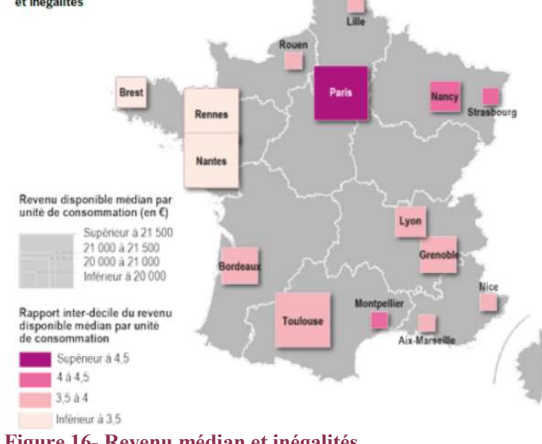 et inégalités
Lille
Rouen
Brest
Paris
Nancy
Strasbourg
Rennes
Nantes
Revenu disponible médian par
unité de consommation (en €)
Supérieur à 21 500
21 000 à 21 500
20 000 à 21 000
Inférieur à 20 000
Lyon
Grenoble
Bordeaux
Nice
Montpellier
Toulouse
Aix-Marseille
Rapport inter-décile du revenu
disponible médian par unité
de consommation
Supérieur à 4,5
4 à 4,5
3,5 à 4
Inférieur à 3,5
Figure 16- Revenu médian et inégalités